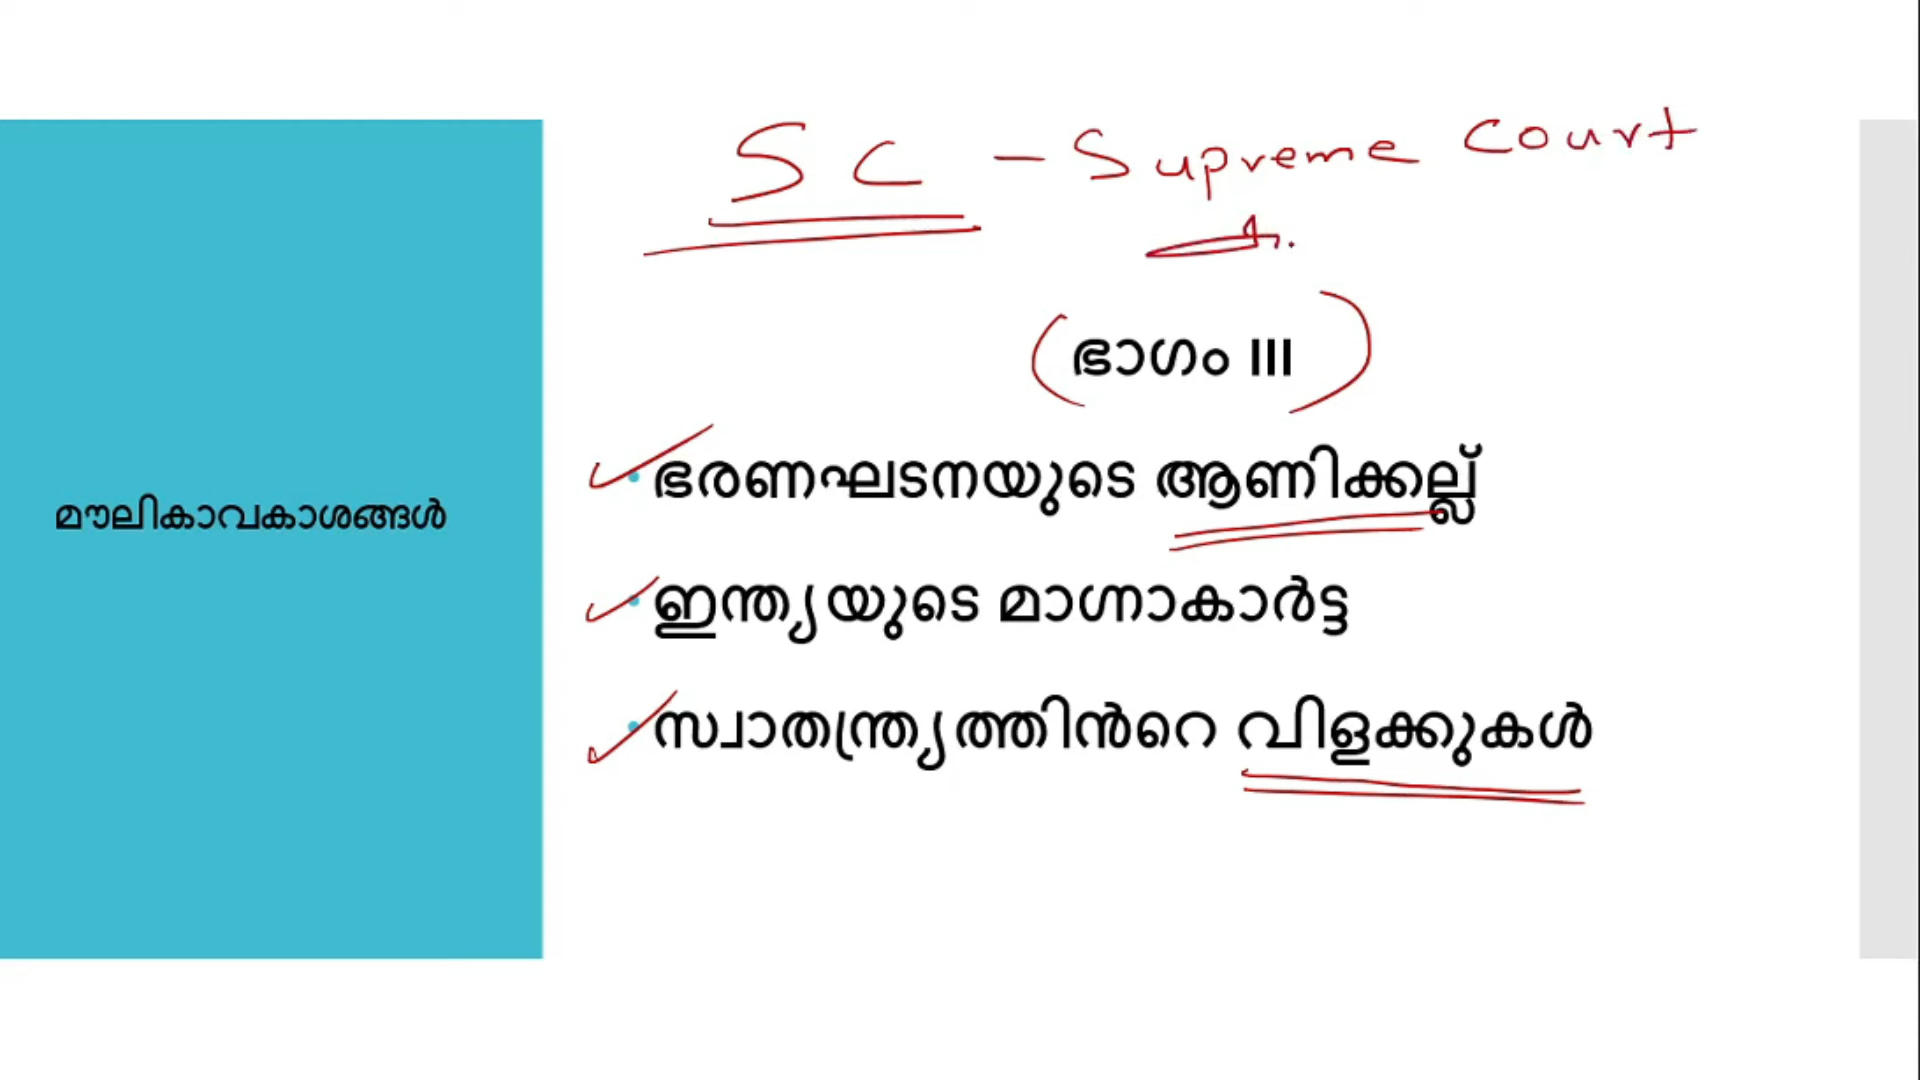 SC - Supreme Court
(ഭാഗം III)
മൗലികാവകാശങ്ങൾ
• ഭരണഘടനയുടെ ആണിക്കല്ല്
• ഇന്ത്യയുടെ മാഗ്നാകാർട്ട
• സ്വാതന്ത്ര്യത്തിൻറെ വിളക്കുകൾ